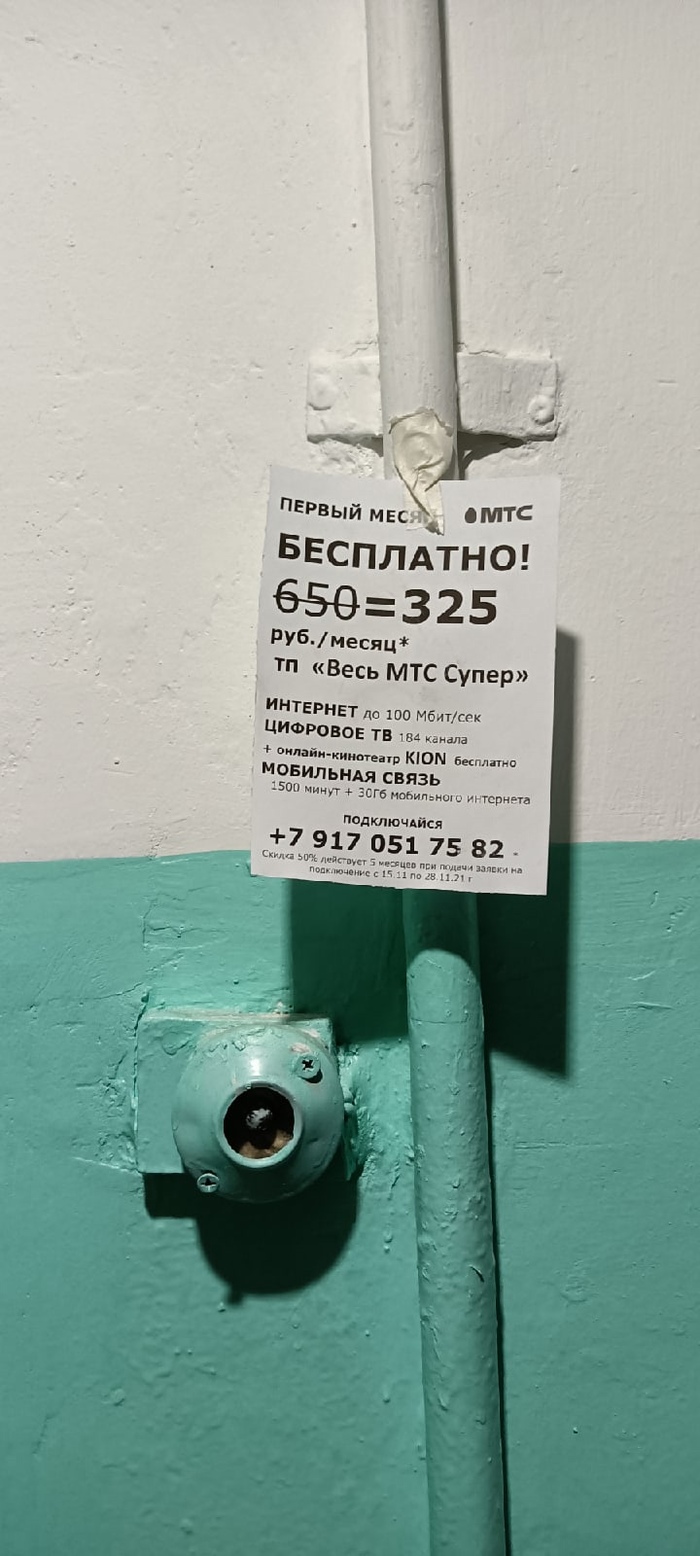 ПЕРВЫЙ МЕСЯЦ МТС
БЕСПЛАТНО!
650=325
руб./месяц*
тп «Весь МТС Супер»
ИНТЕРНЕТ до 100 Мбит/сек
ЦИФРОВОЕ ТВ 184 канала
+ онлайн-кинотеатр KION бесплатно
МОБИЛЬНАЯ СВЯЗЬ
1500 минут + 30Гб мобильного интернета
ПОДКЛЮЧАЙСЯ
+7 917 051 75 82
Скидка 50% действует 5 месяцев при подачи заявки на
подключение с 15.11 по 28.11.21 г